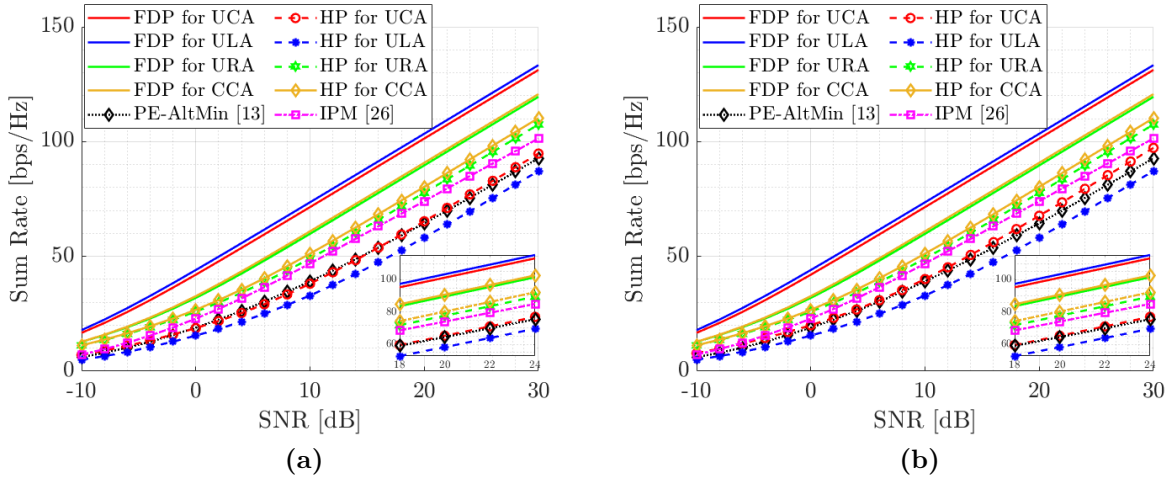 150
100
50
0
Sum Rate [bps/Hz]
FDP for UCA
FDP for ULA
FDP for URA
FDP for CCA
PE-AltMin [13]
HP for UCA
HP for ULA
HP for URA
HP for CCA
IPM [26]
100
80
60
18 20 22 24
-10 0 10 20 30
SNR [dB]
(a)
150
100
50
0
Sum Rate [bps/Hz]
FDP for UCA
FDP for ULA
FDP for URA
FDP for CCA
PE-AltMin [13]
HP for UCA
HP for ULA
HP for URA
HP for CCA
IPM [26]
100
80
60
18 20 22 24
-10 0 10 20 30
SNR [dB]
(b)